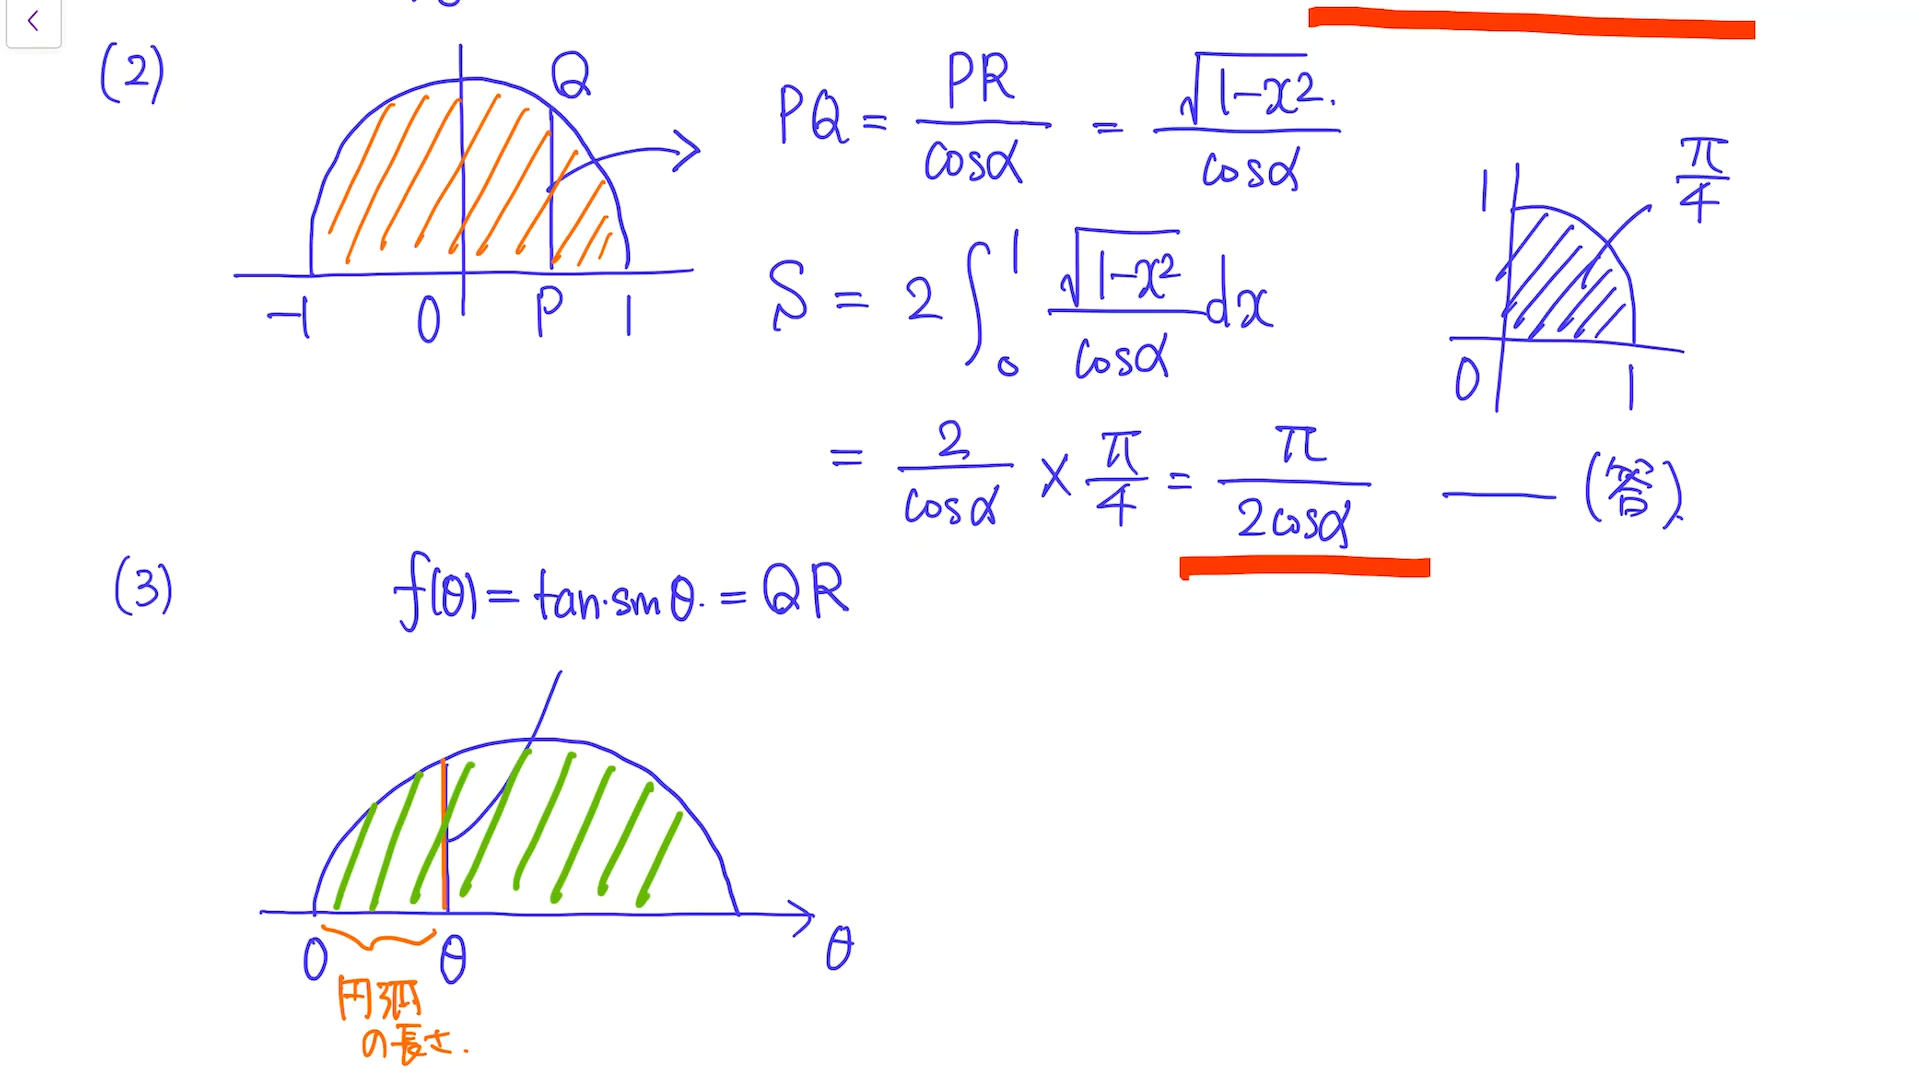 (2)
Q
-1 0 P 1
PQ = PR/cosα = √(1-x²)/cosα
S = 2∫₀¹ √(1-x²)/cosα dx
= 2/cosα × π/4 = π/(2cosα) —— (答)
π/4
1
0 1
(3) f(θ) = tan·sinθ. = QR
0 θ θ
円弧
の長さ.